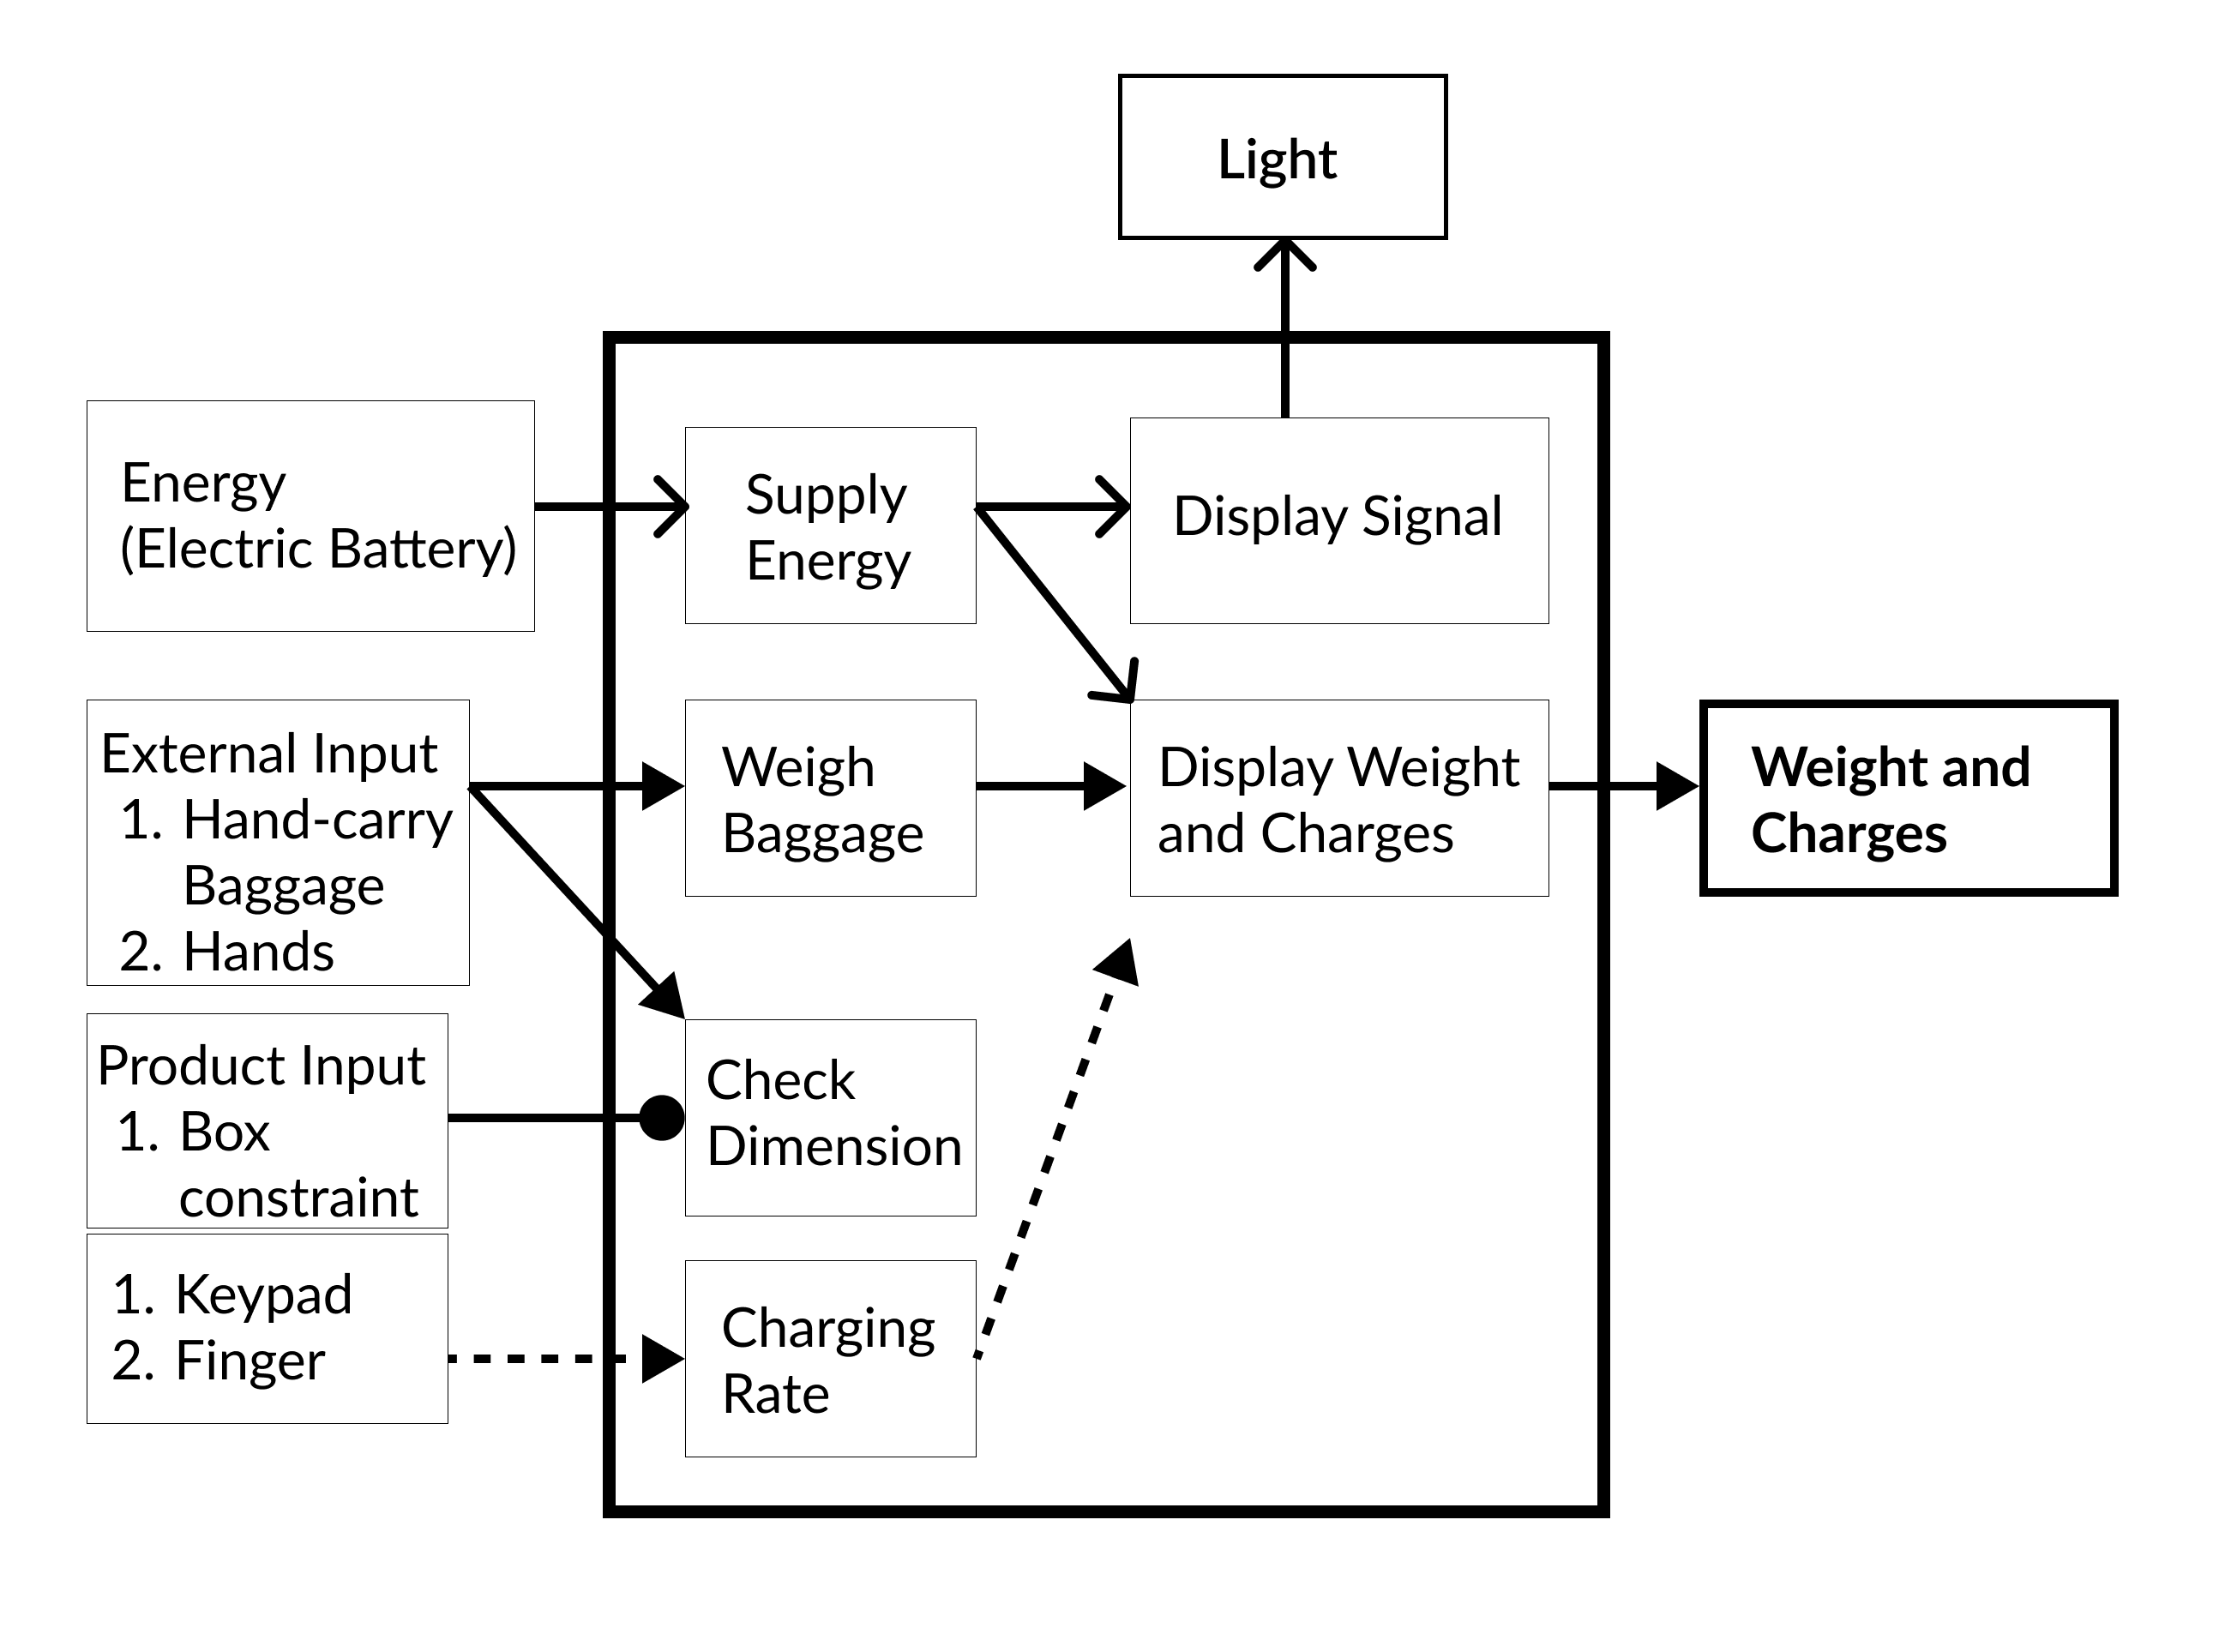 Light
Energy
(Electric Battery)
Supply
Energy
Display Signal
External Input
1. Hand-carry
Baggage
2. Hands
Weigh
Baggage
Display Weight
and Charges
Weight and
Charges
Product Input
1. Box
constraint
Check
Dimension
1. Keypad
2. Finger
Charging
Rate